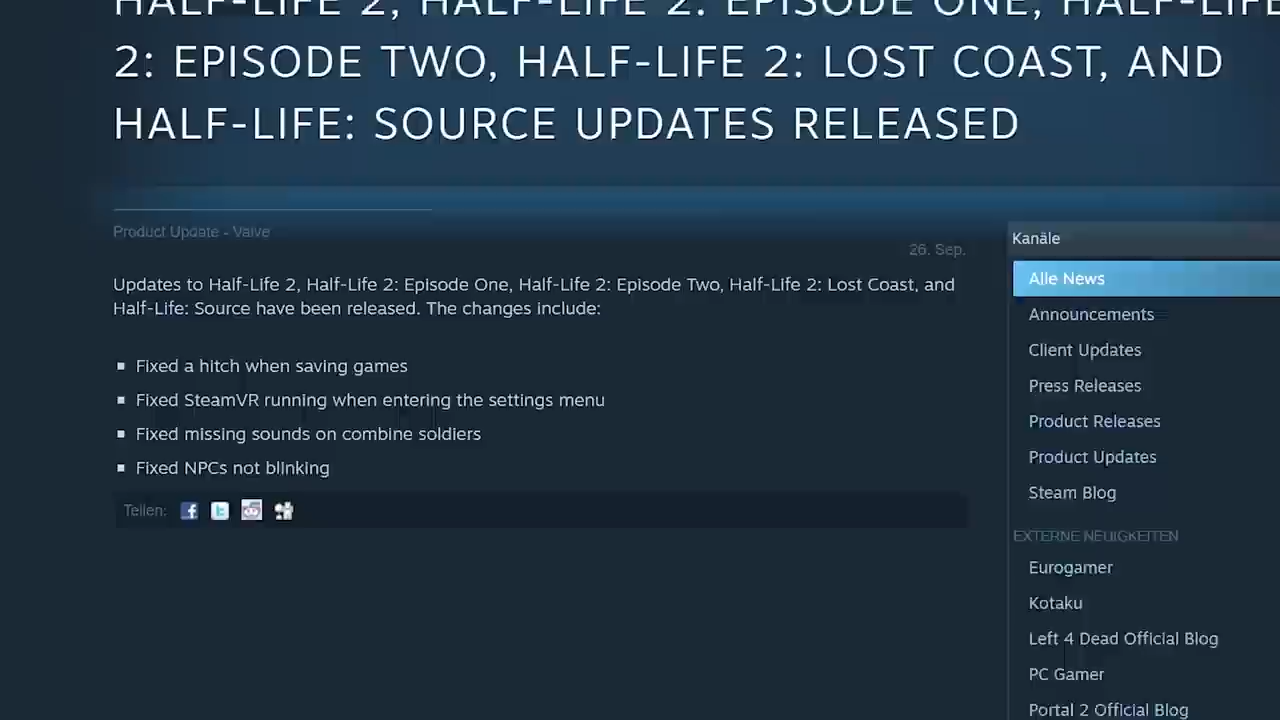 HALF-LIFE 2, HALF-LIFE 2: EPISODE ONE, HALF-LIFE
2: EPISODE TWO, HALF-LIFE 2: LOST COAST, AND
HALF-LIFE: SOURCE UPDATES RELEASED
Product Update - Valve
26. Sep.
Updates to Half-Life 2, Half-Life 2: Episode One, Half-Life 2: Episode Two, Half-Life 2: Lost Coast, and
Half-Life: Source have been released. The changes include:
Fixed a hitch when saving games
Fixed SteamVR running when entering the settings menu
Fixed missing sounds on combine soldiers
Fixed NPCs not blinking
Teilen:
Kanäle
Alle News
Announcements
Client Updates
Press Releases
Product Releases
Product Updates
Steam Blog
EXTERNE NEUIGKEITEN
Eurogamer
Kotaku
Left 4 Dead Official Blog
PC Gamer
Portal 2 Official Blog